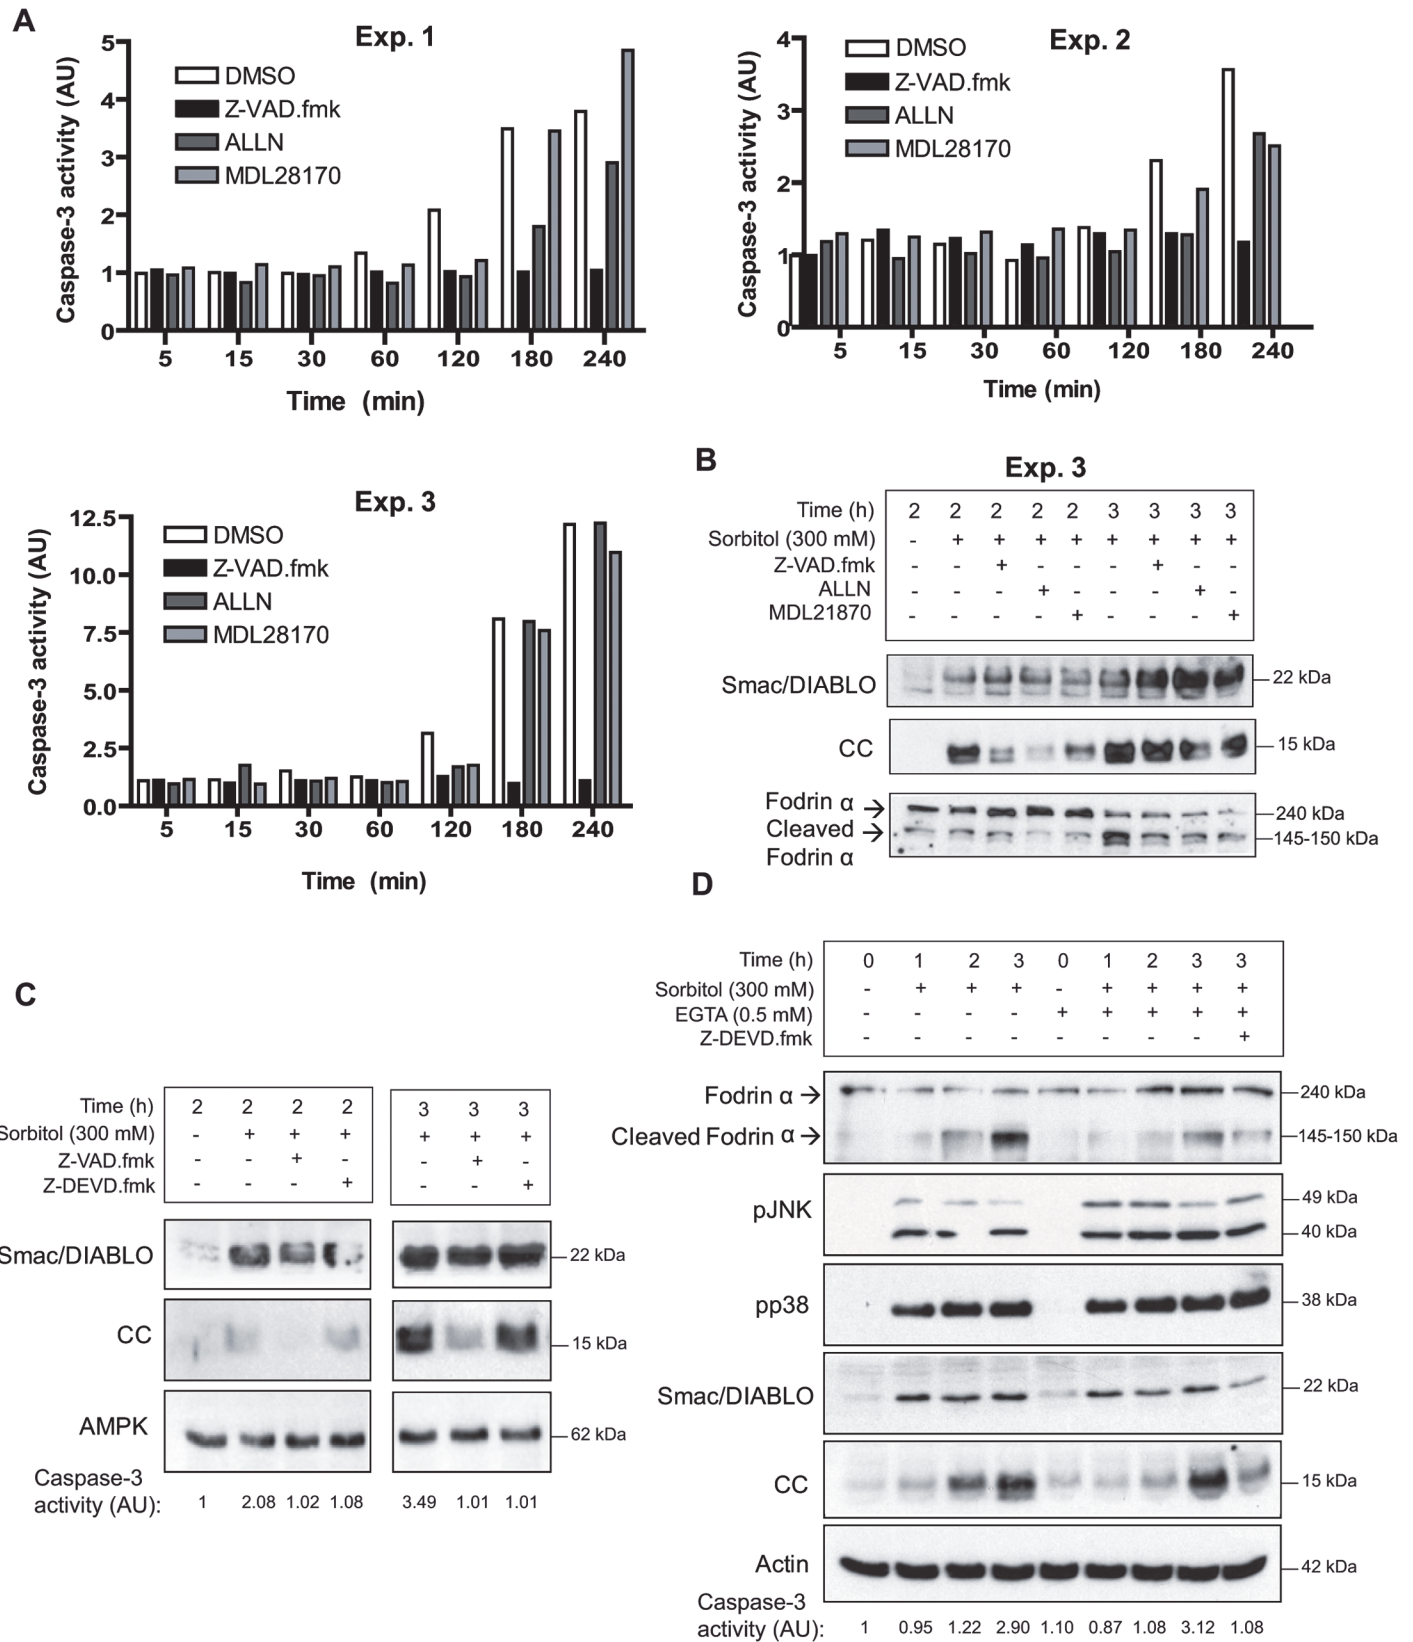 A
Exp. 1
Caspase-3 activity (AU)
5
4
3
2
1
0
DMSO
Z-VAD.fmk
ALLN
MDL28170
5 15 30 60 120 180 240
Time (min)
Exp. 2
Caspase-3 activity (AU)
4
3
2
1
0
DMSO
Z-VAD.fmk
ALLN
MDL28170
5 15 30 60 120 180 240
Time (min)
Exp. 3
Caspase-3 activity (AU)
12.5
10.0
7.5
5.0
2.5
0.0
DMSO
Z-VAD.fmk
ALLN
MDL28170
5 15 30 60 120 180 240
Time (min)
B
Exp. 3
Time (h) 2 2 2 2 2 3 3 3 3
Sorbitol (300 mM) - + + + + + + + +
Z-VAD.fmk - - + - - - + - -
ALLN - - - + - - - + -
MDL21870 - - - - + - - - +
Smac/DIABLO 22 kDa
CC 15 kDa
Fodrin α → 240 kDa
Cleaved → 145-150 kDa
Fodrin α
C
Time (h) 2 2 2 2 3 3 3
Sorbitol (300 mM) - + + + + + +
Z-VAD.fmk - - + - - + -
Z-DEVD.fmk - - - + - - +
Smac/DIABLO 22 kDa
CC 15 kDa
AMPK 62 kDa
Caspase-3
activity (AU): 1 2.08 1.02 1.08 3.49 1.01 1.01
D
Time (h) 0 1 2 3 0 1 2 3 3
Sorbitol (300 mM) - + + + - + + + +
EGTA (0.5 mM) - - - - + + + + +
Z-DEVD.fmk - - - - - - - - +
Fodrin α → 240 kDa
Cleaved Fodrin α → 145-150 kDa
pJNK 49 kDa
40 kDa
pp38 38 kDa
Smac/DIABLO 22 kDa
CC 15 kDa
Actin 42 kDa
Caspase-3
activity (AU): 1 0.95 1.22 2.90 1.10 0.87 1.08 3.12 1.08